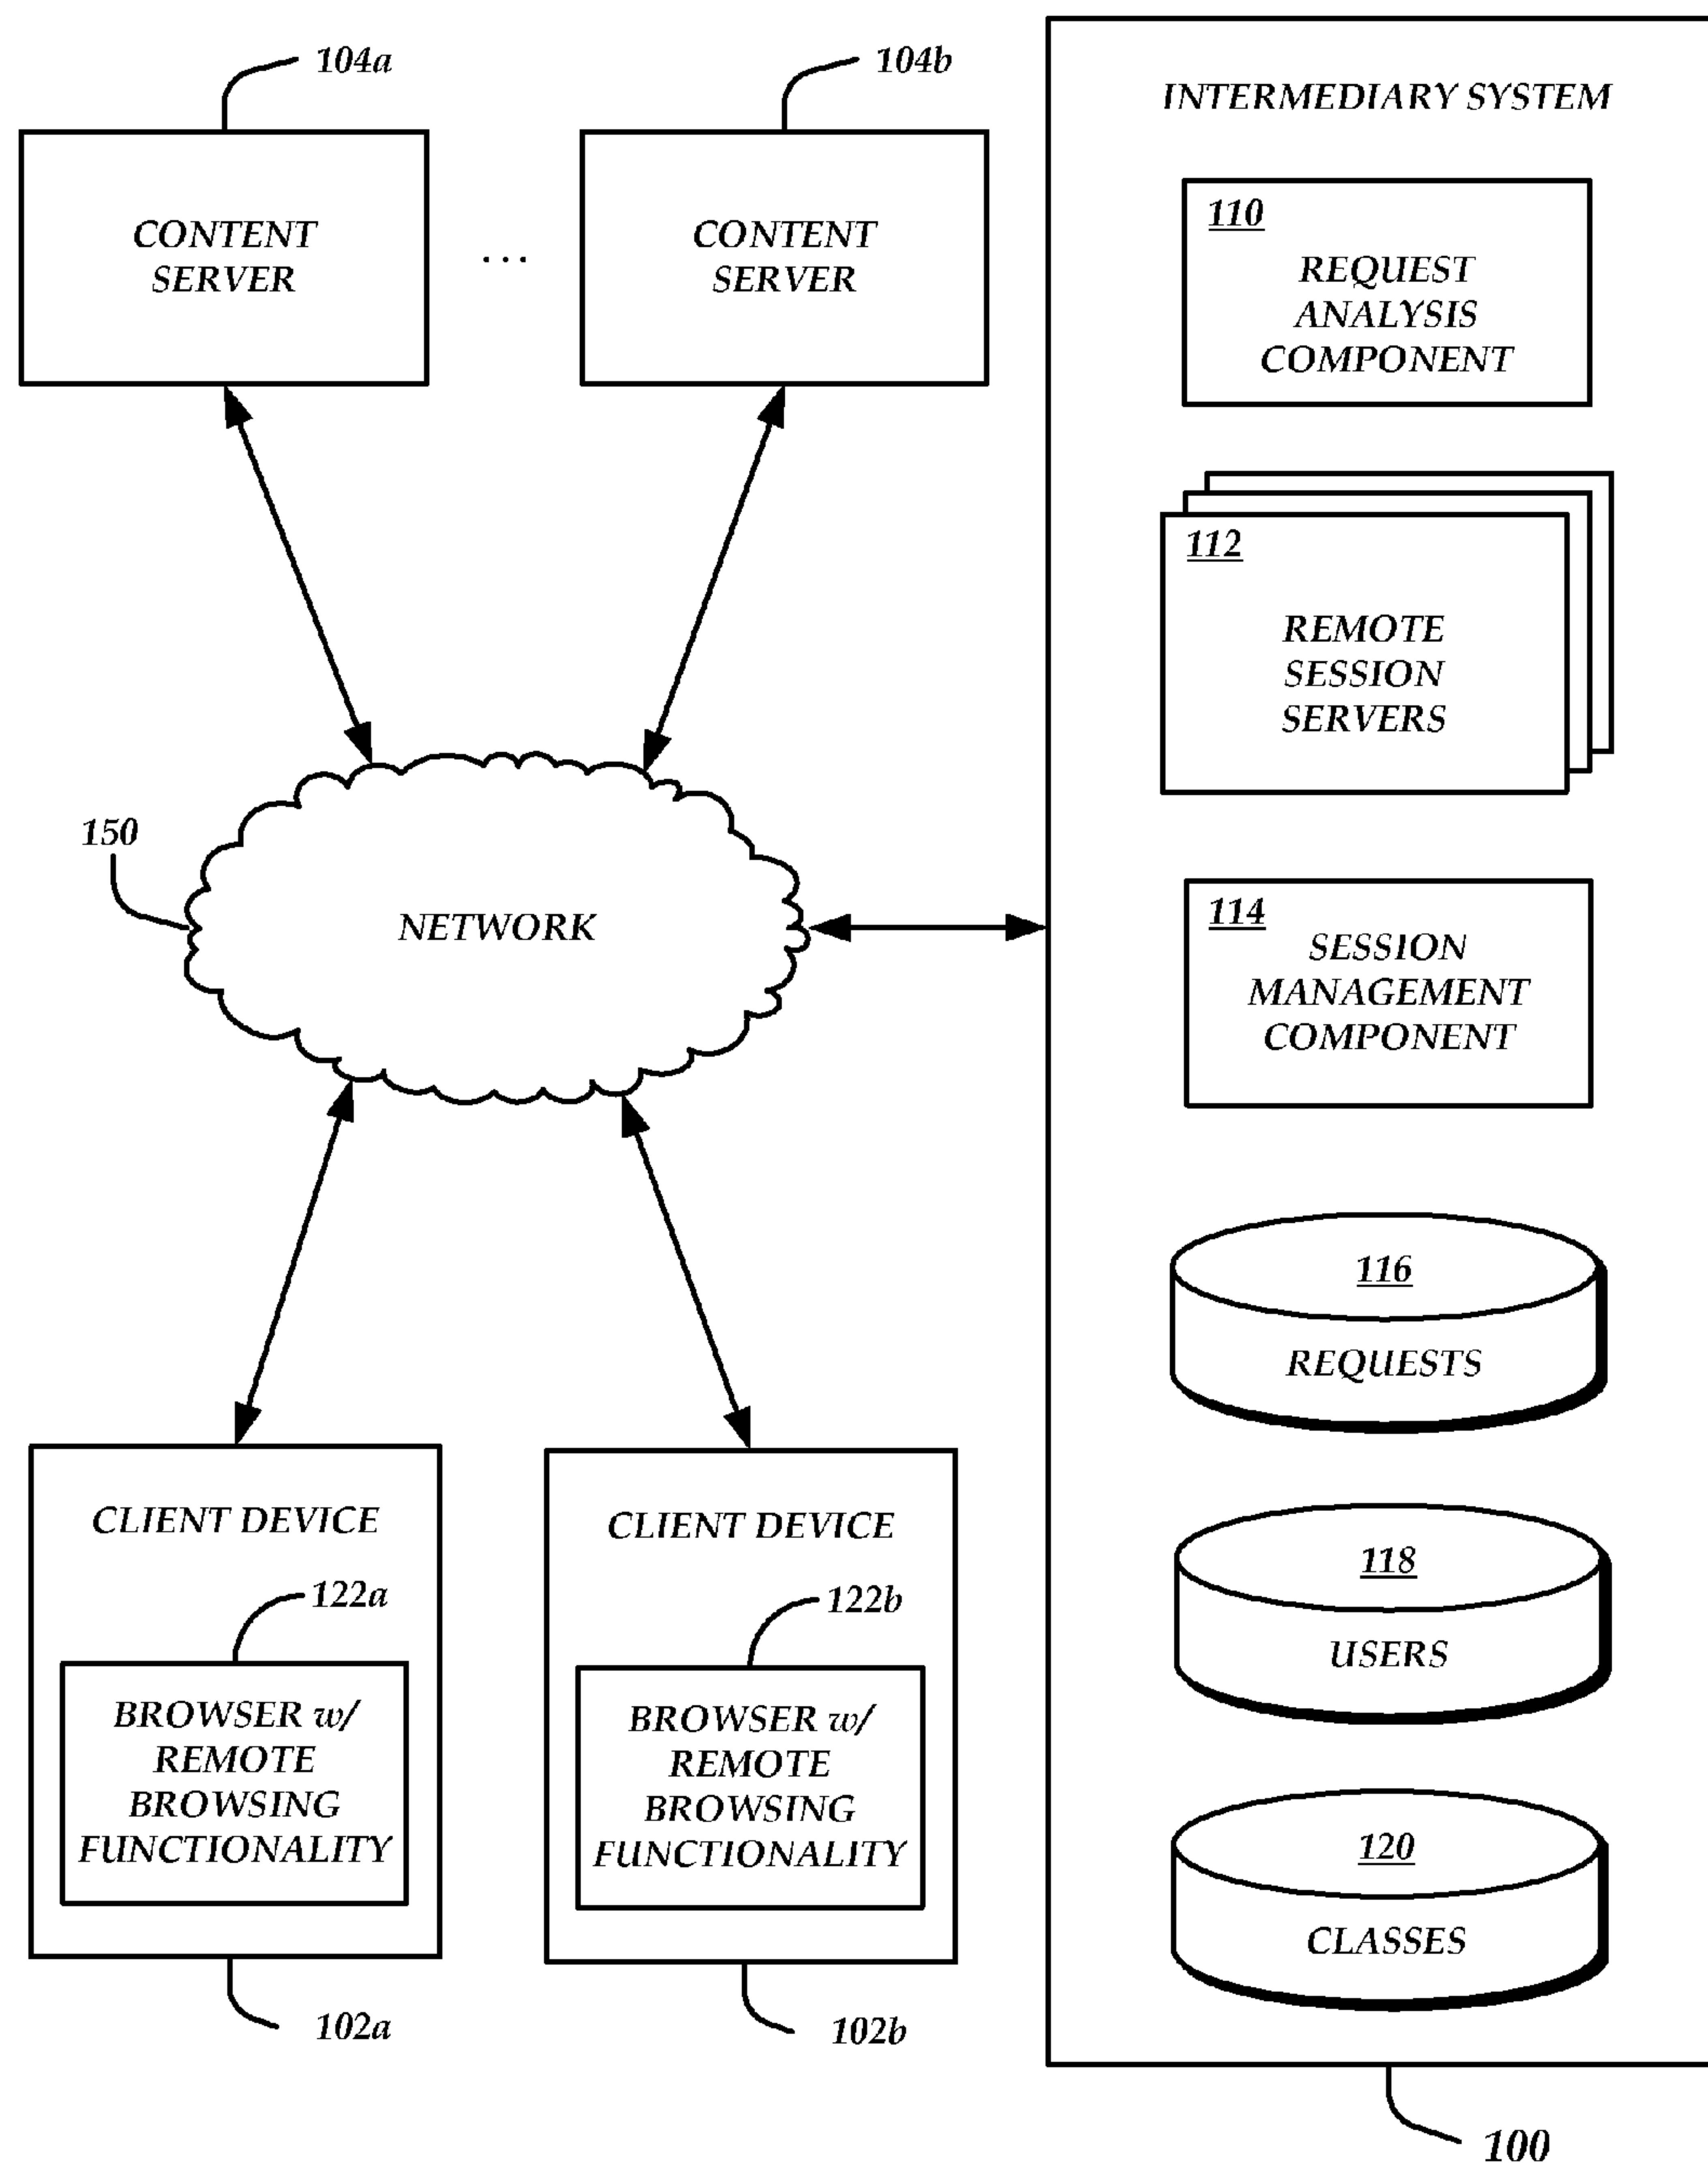 104a
104b
CONTENT
SERVER
...
CONTENT
SERVER
150
NETWORK
CLIENT DEVICE
122a
BROWSER w/
REMOTE
BROWSING
FUNCTIONALITY
102a
CLIENT DEVICE
122b
BROWSER w/
REMOTE
BROWSING
FUNCTIONALITY
102b
INTERMEDIARY SYSTEM
110
REQUEST
ANALYSIS
COMPONENT
112
REMOTE
SESSION
SERVERS
114
SESSION
MANAGEMENT
COMPONENT
116
REQUESTS
118
USERS
120
CLASSES
100